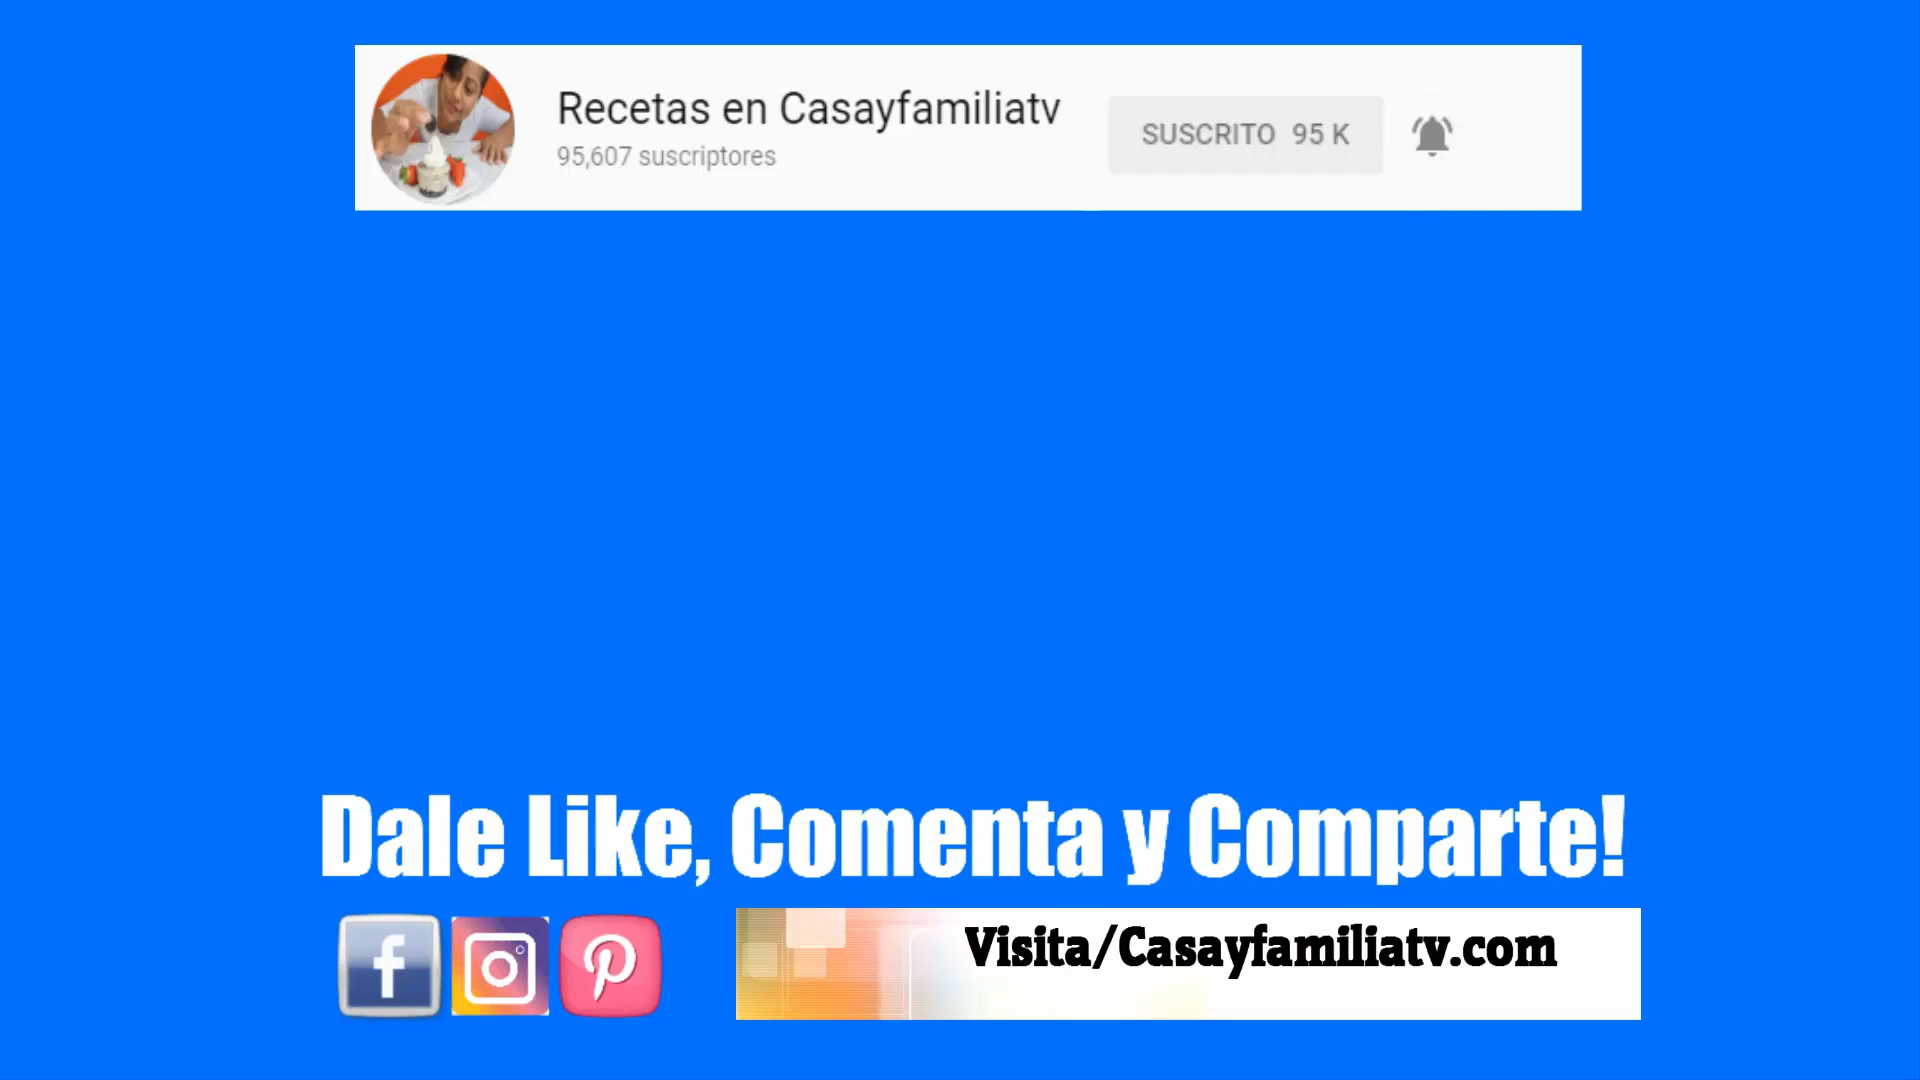 Recetas en Casayfamiliatv
95,607 suscriptores
SUSCRITO 95 K
Dale Like, Comenta y Comparte!
Visita/Casayfamiliatv.com